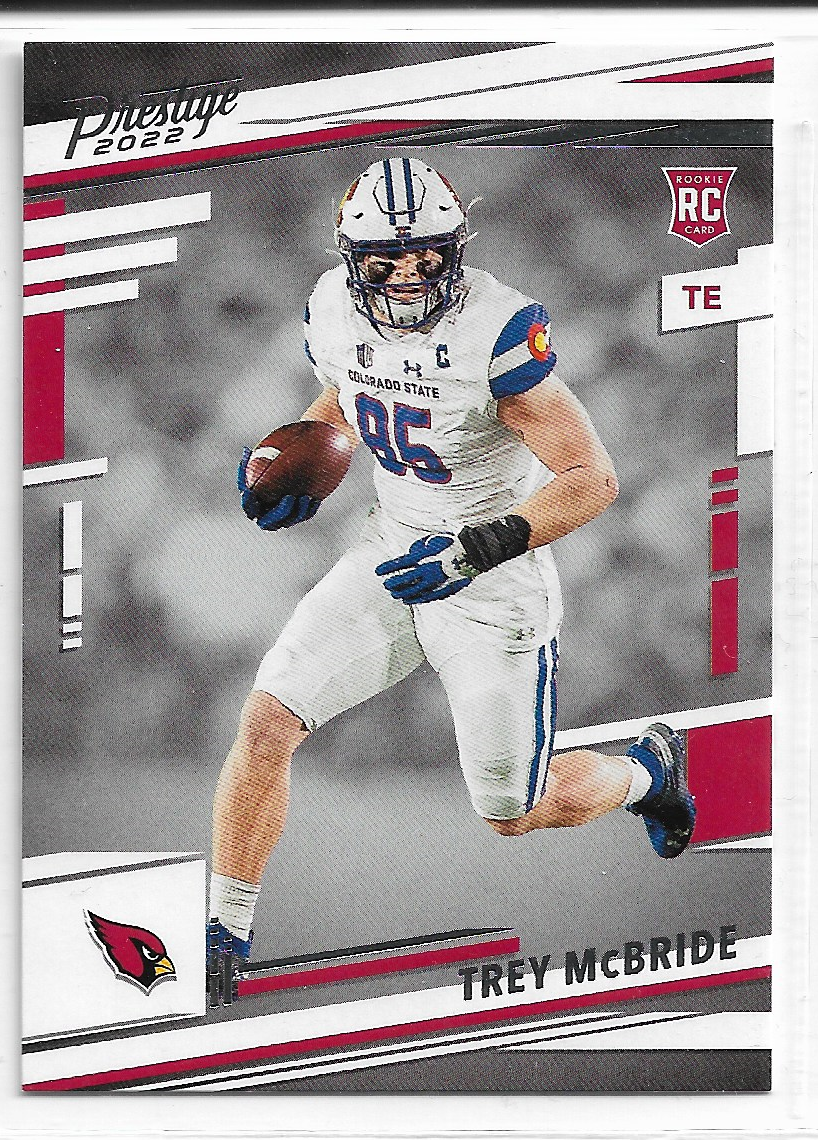 Prestige
2022
ROOKIE
RC
CARD
TE
C
COLORADO STATE
85
TREY McBRIDE